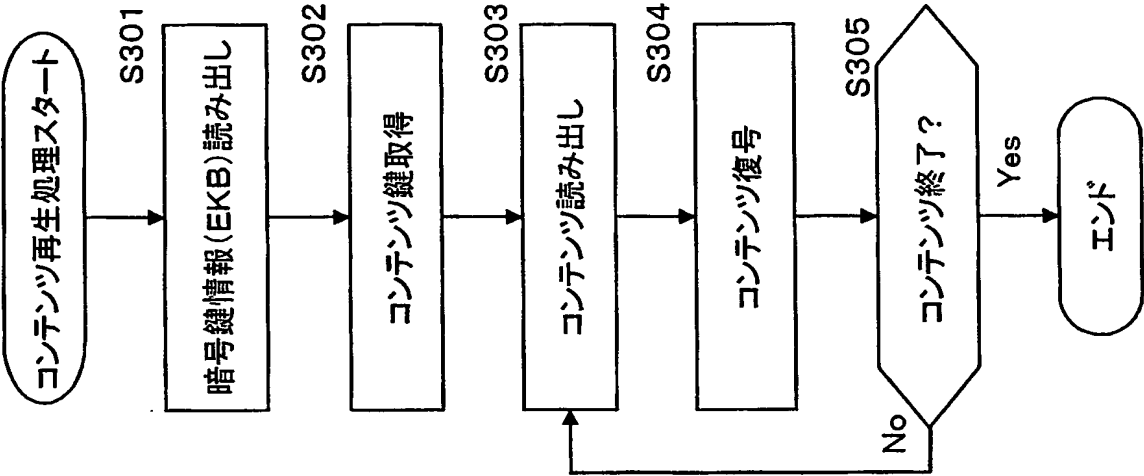 コンテンツ再生処理スタート
S301
暗号鍵情報(EKB)読み出し
S302
コンテンツ鍵取得
S303
コンテンツ読み出し
S304
コンテンツ復号
S305
コンテンツ終了?
No
Yes
エンド